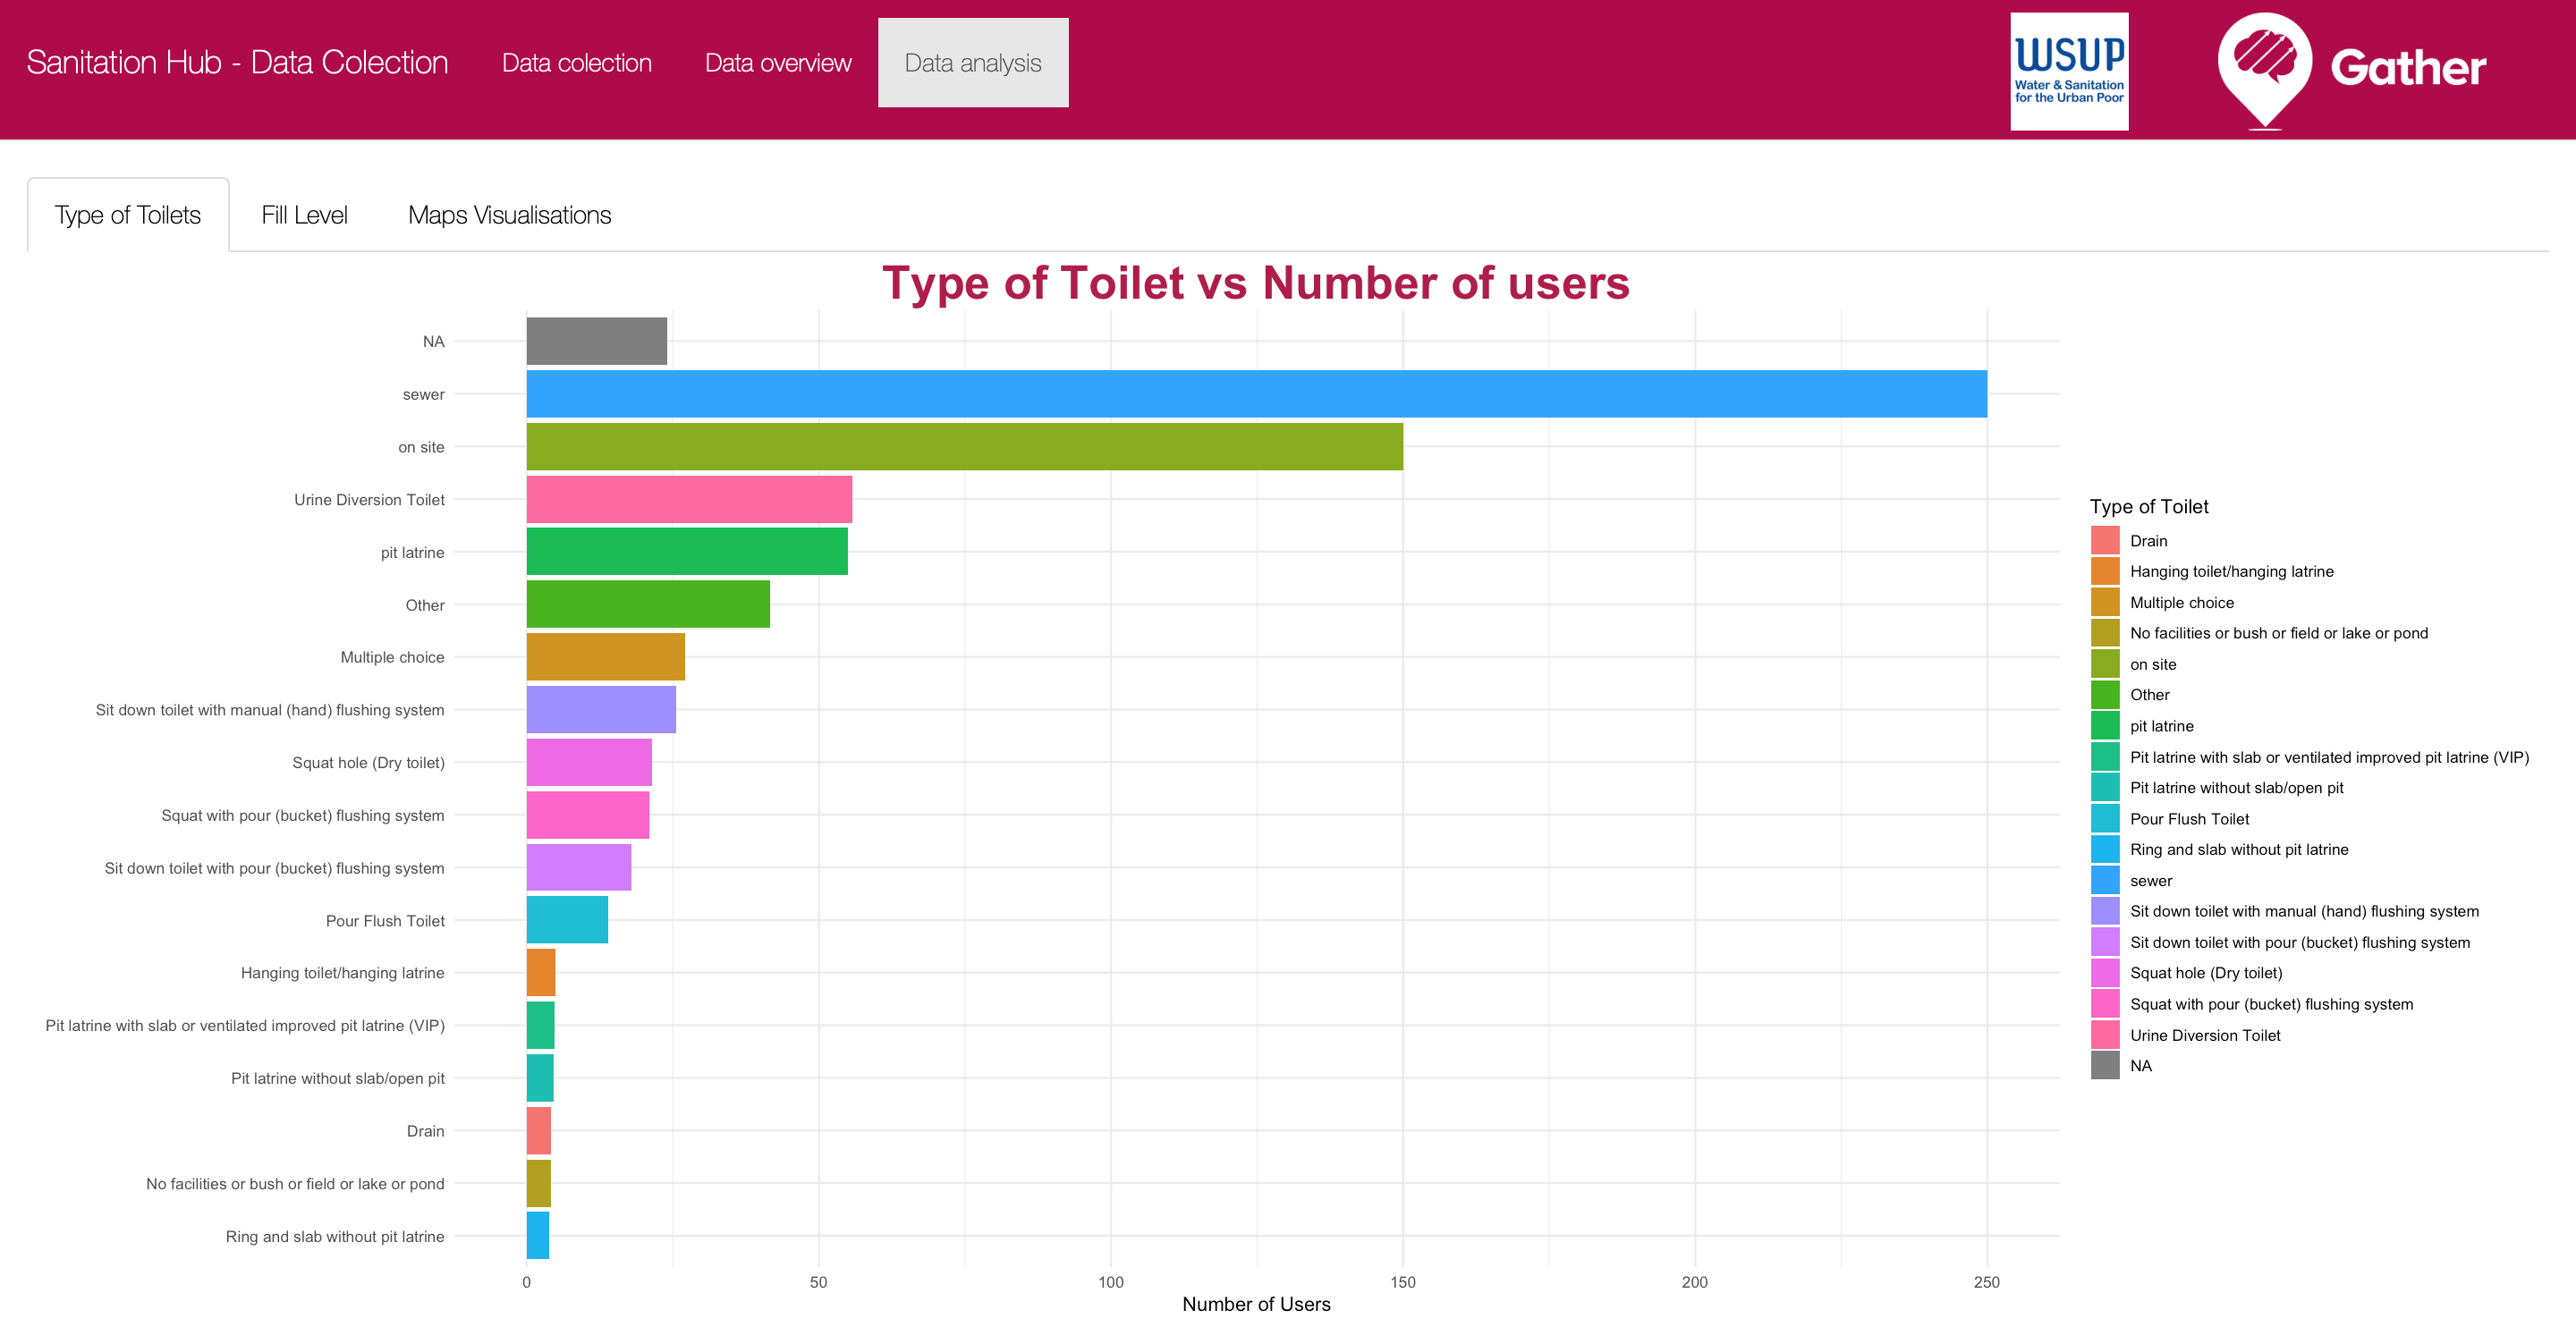 Sanitation Hub - Data Colection
Data colection
Data overview
Data analysis
WSUP
Water & Sanitation
for the Urban Poor
Gather
Type of Toilets
Fill Level
Maps Visualisations
Type of Toilet vs Number of users
NA
sewer
on site
Urine Diversion Toilet
pit latrine
Other
Multiple choice
Sit down toilet with manual (hand) flushing system
Squat hole (Dry toilet)
Squat with pour (bucket) flushing system
Sit down toilet with pour (bucket) flushing system
Pour Flush Toilet
Hanging toilet/hanging latrine
Pit latrine with slab or ventilated improved pit latrine (VIP)
Pit latrine without slab/open pit
Drain
No facilities or bush or field or lake or pond
Ring and slab without pit latrine
0
50
100
150
200
250
Number of Users
Type of Toilet
Drain
Hanging toilet/hanging latrine
Multiple choice
No facilities or bush or field or lake or pond
on site
Other
pit latrine
Pit latrine with slab or ventilated improved pit latrine (VIP)
Pit latrine without slab/open pit
Pour Flush Toilet
Ring and slab without pit latrine
sewer
Sit down toilet with manual (hand) flushing system
Sit down toilet with pour (bucket) flushing system
Squat hole (Dry toilet)
Squat with pour (bucket) flushing system
Urine Diversion Toilet
NA